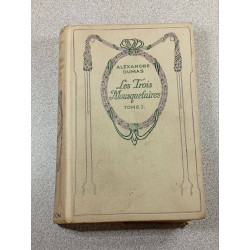 ALEXANDRE
DUMAS
Les Trois
Mousquetaires
TOME I.